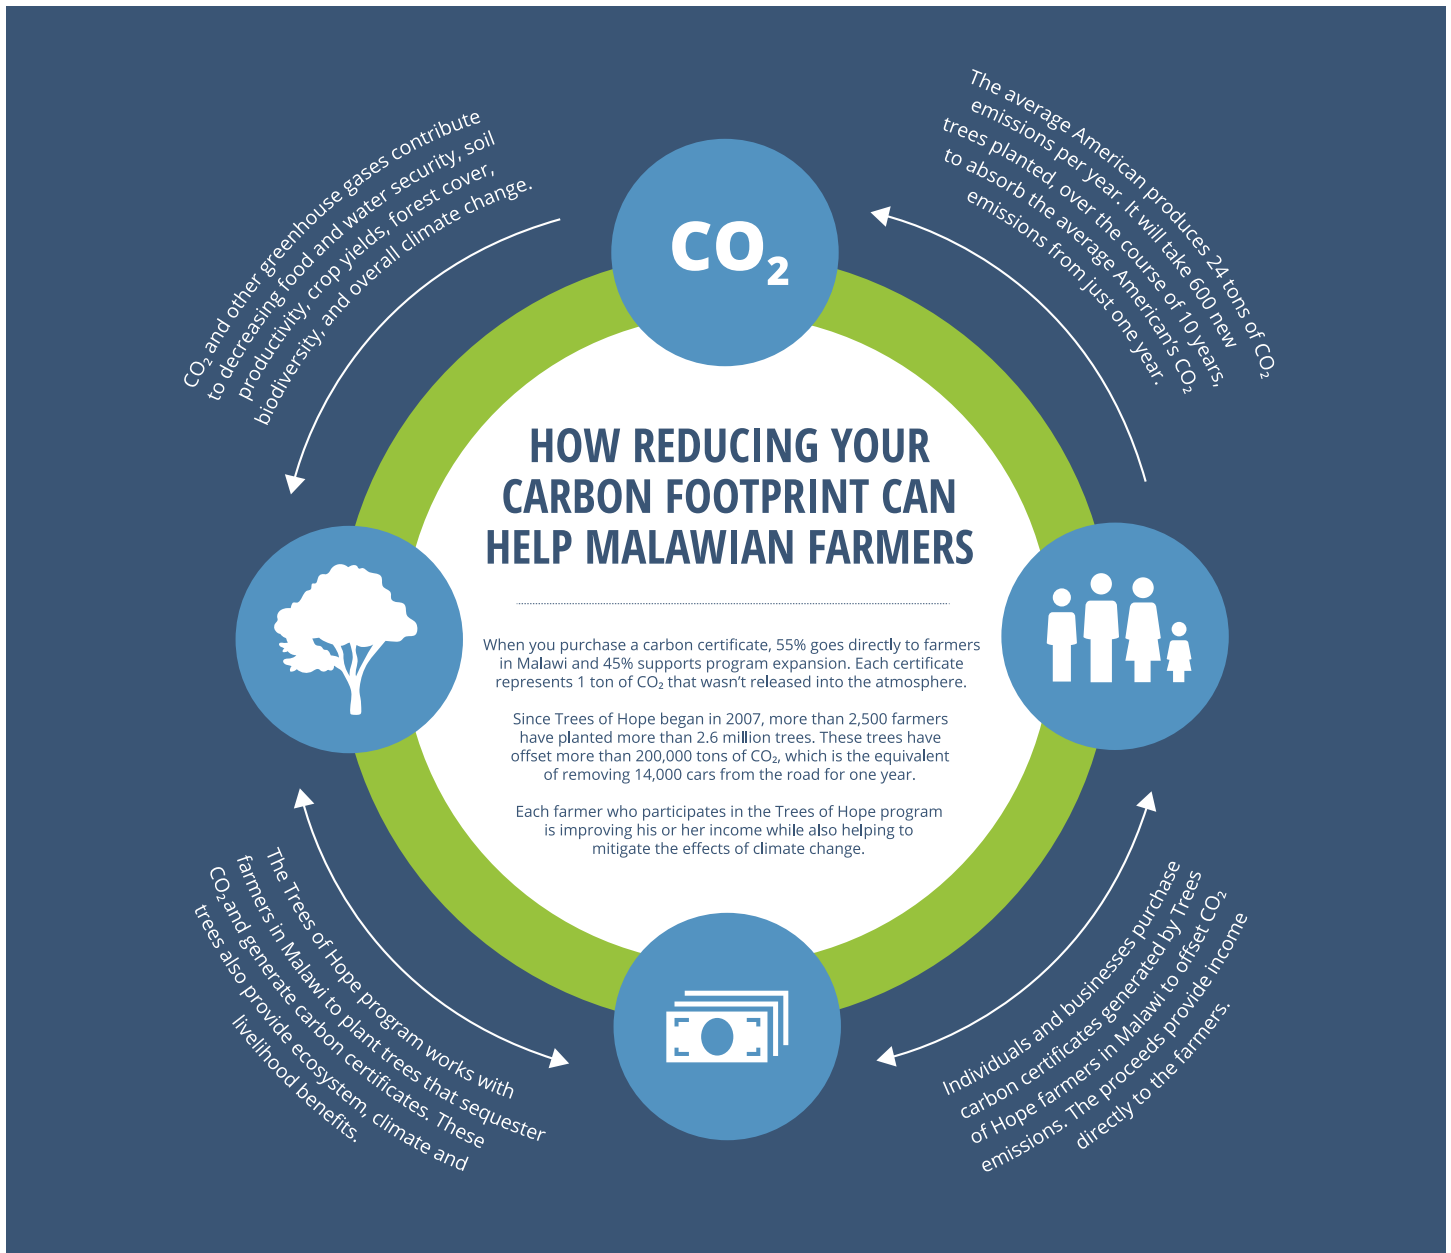 CO₂ and other greenhouse gases contribute
to decreasing food and water security, soil
productivity, crop yields, forest cover,
biodiversity, and overall climate change.
The average American produces 24 tons of CO₂
emissions per year. It will take 600 new
trees planted, over the course of 10 years,
to absorb the average American's CO₂
emissions from just one year.
CO₂
HOW REDUCING YOUR
CARBON FOOTPRINT CAN
HELP MALAWIAN FARMERS
When you purchase a carbon certificate, 55% goes directly to farmers
in Malawi and 45% supports program expansion. Each certificate
represents 1 ton of CO₂ that wasn't released into the atmosphere.
Since Trees of Hope began in 2007, more than 2,500 farmers
have planted more than 2.6 million trees. These trees have
offset more than 200,000 tons of CO₂, which is the equivalent
of removing 14,000 cars from the road for one year.
Each farmer who participates in the Trees of Hope program
is improving his or her income while also helping to
mitigate the effects of climate change.
The Trees of Hope program works with
farmers in Malawi to plant trees that sequester
CO₂ and generate carbon certificates. These
trees also provide ecosystem, climate and
livelihood benefits.
Individuals and businesses purchase
carbon certificates generated by Trees
of Hope farmers in Malawi to offset CO₂
emissions. The proceeds provide income
directly to the farmers.